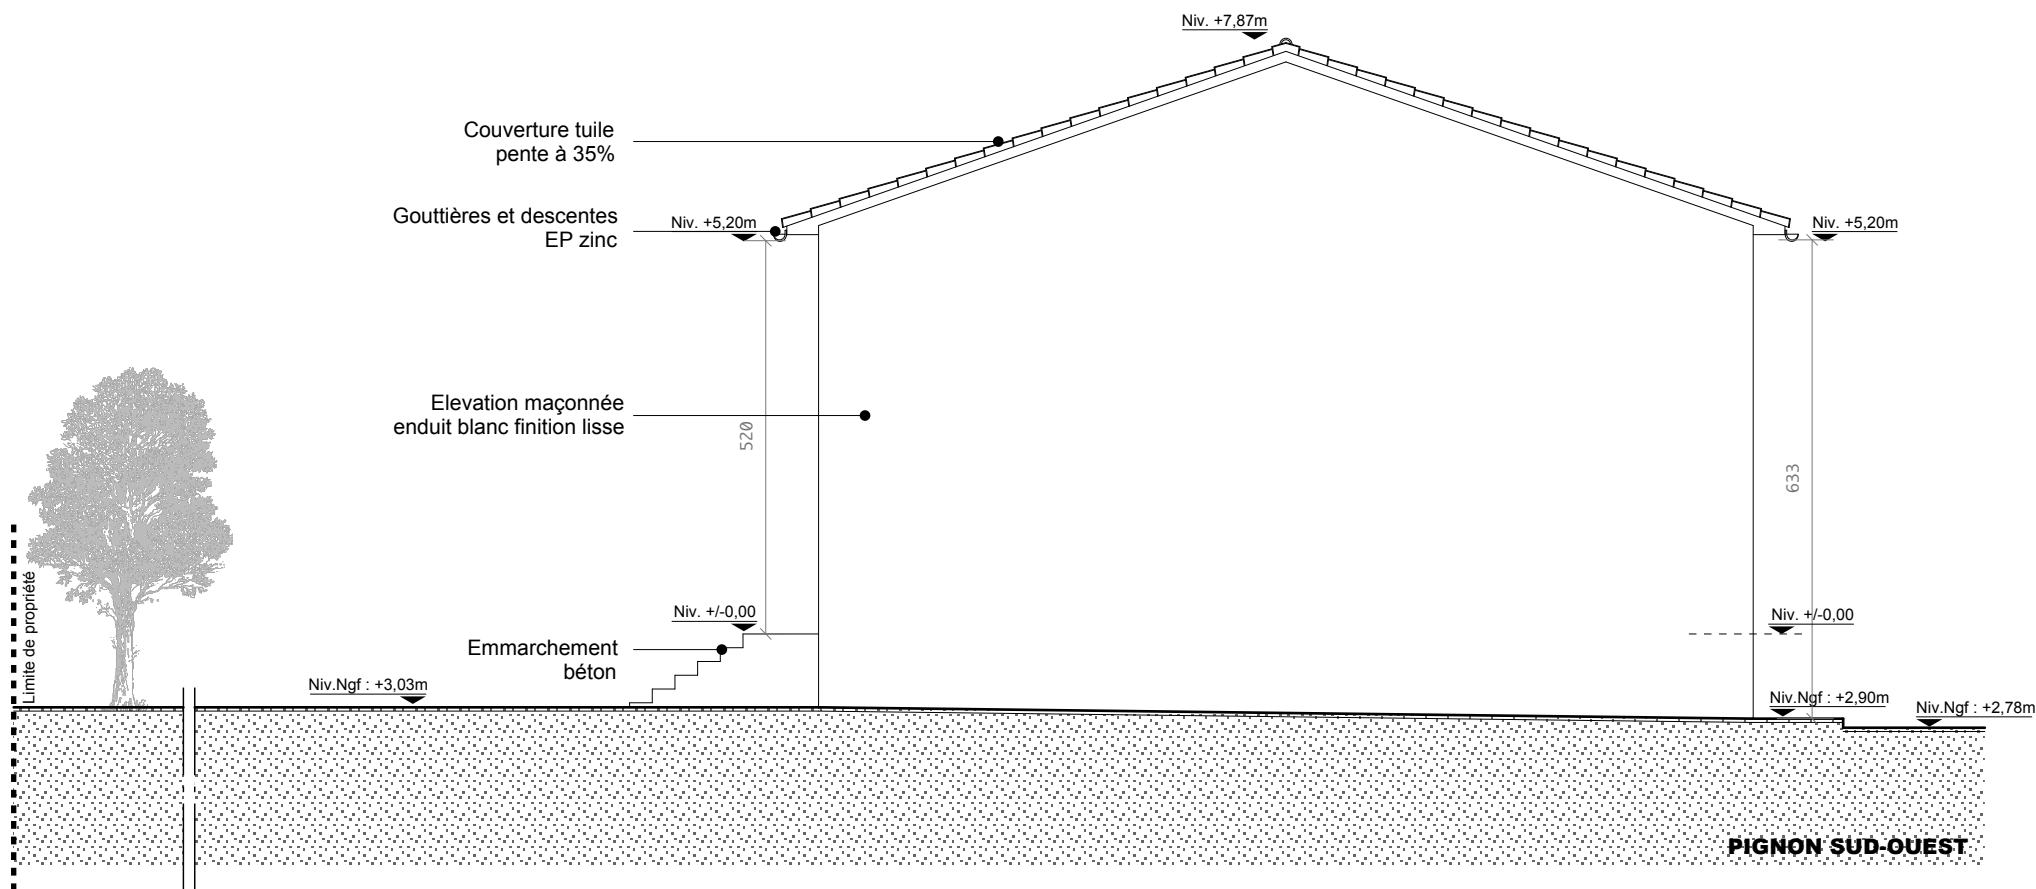 Niv. +7,87m
Couverture tuile
pente à 35%
Gouttières et descentes
EP zinc
Niv. +5,20m
Niv. +5,20m
Elevation maçonnée
enduit blanc finition lisse
520
633
Limite de propriété
Niv. +/-0,00
Niv. +/-0,00
Emmarchement
béton
Niv.Ngf : +3,03m
Niv.Ngf : +2,90m
Niv.Ngf : +2,78m
PIGNON SUD-OUEST